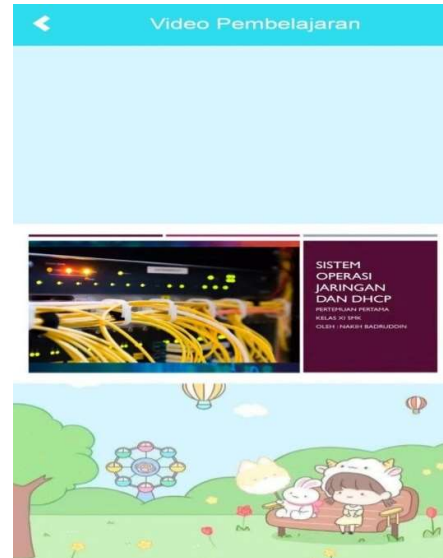 Video Pembelajaran
SISTEM
OPERASI
JARINGAN
DAN DHCP
PERTEMUAN PERTAMA
KELAS XI SMK
OLEH : NAKIH BADRUDDIN